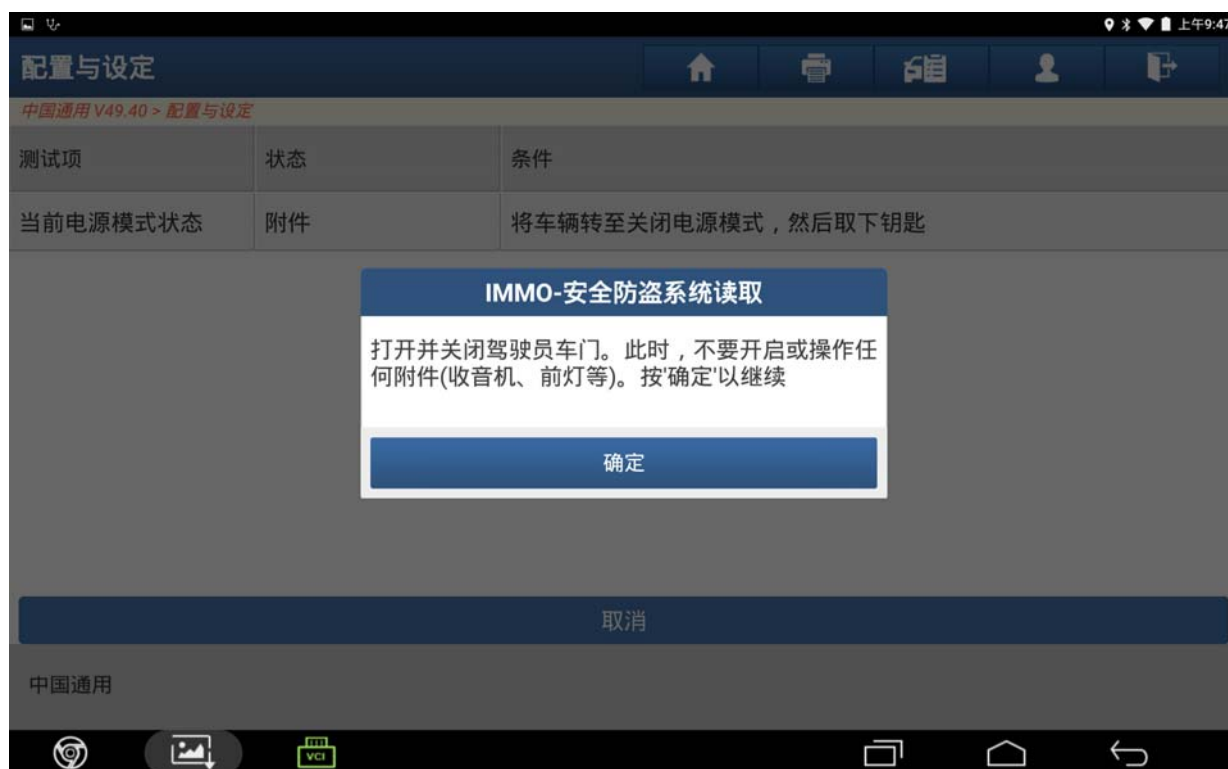 上午9:47
配置与设定
中国通用 V49.40 > 配置与设定
测试项 状态 条件
当前电源模式状态 附件 将车辆转至关闭电源模式，然后取下钥匙
IMMO-安全防盗系统读取
打开并关闭驾驶员车门。此时，不要开启或操作任
何附件(收音机、前灯等)。按'确定'以继续
确定
取消
中国通用
VCI